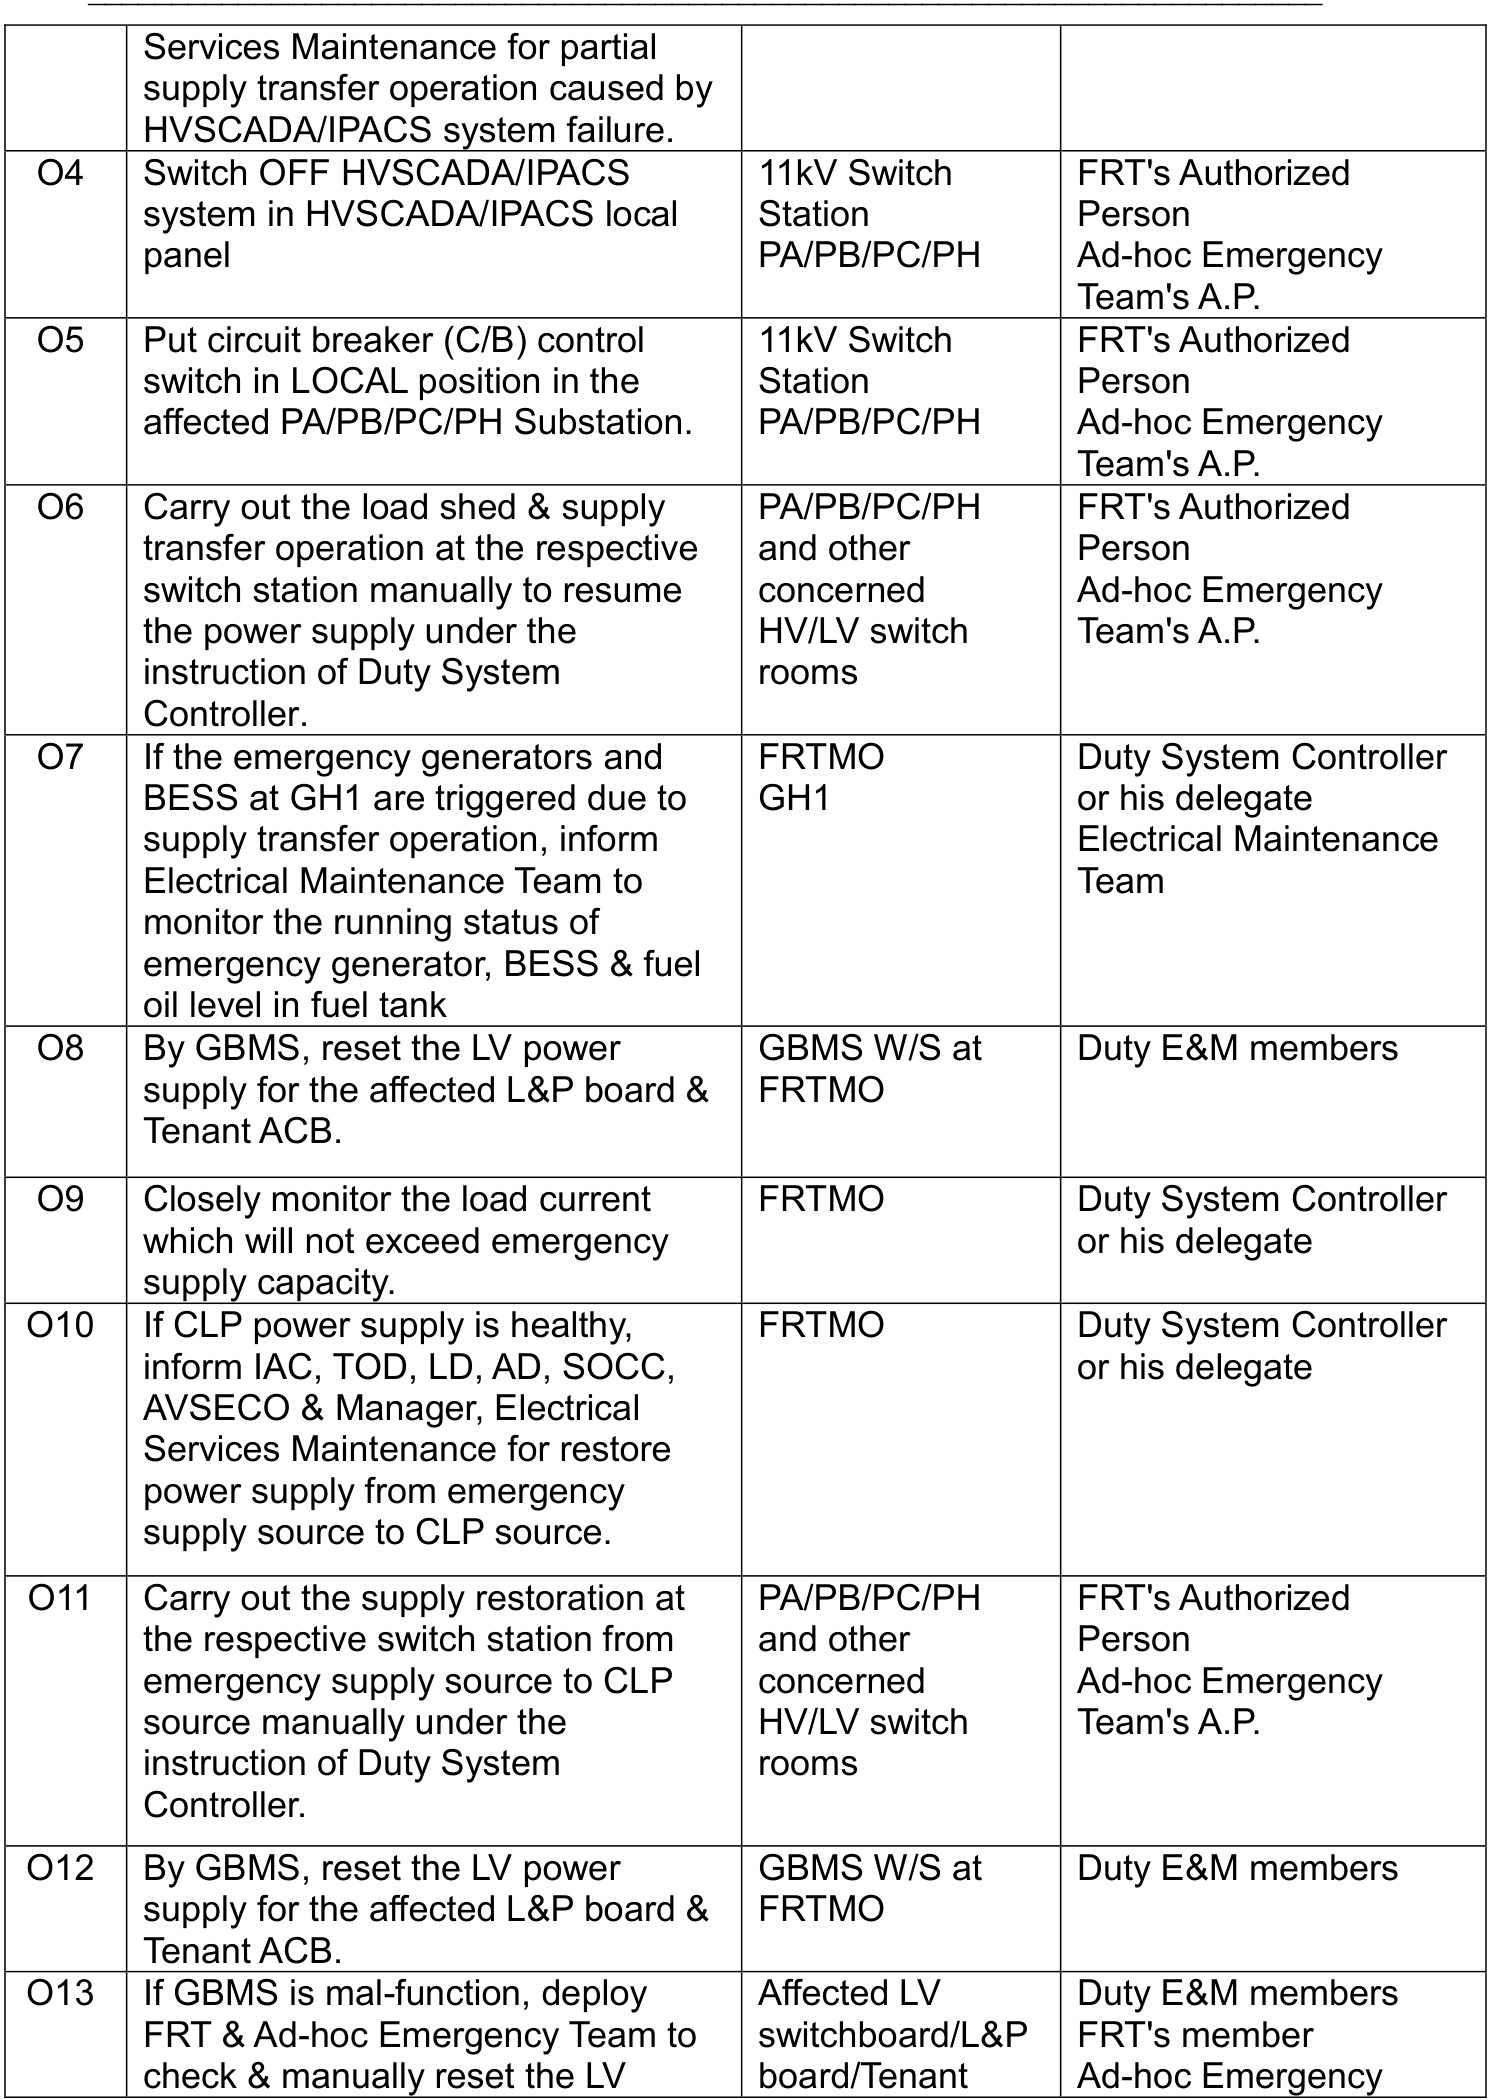 Services Maintenance for partial
supply transfer operation caused by
HVSCADA/IPACS system failure.
O4
Switch OFF HVSCADA/IPACS
system in HVSCADA/IPACS local
panel
11kV Switch
Station
PA/PB/PC/PH
FRT's Authorized
Person
Ad-hoc Emergency
Team's A.P.
O5
Put circuit breaker (C/B) control
switch in LOCAL position in the
affected PA/PB/PC/PH Substation.
11kV Switch
Station
PA/PB/PC/PH
FRT's Authorized
Person
Ad-hoc Emergency
Team's A.P.
O6
Carry out the load shed & supply
transfer operation at the respective
switch station manually to resume
the power supply under the
instruction of Duty System
Controller.
PA/PB/PC/PH
and other
concerned
HV/LV switch
rooms
FRT's Authorized
Person
Ad-hoc Emergency
Team's A.P.
O7
If the emergency generators and
BESS at GH1 are triggered due to
supply transfer operation, inform
Electrical Maintenance Team to
monitor the running status of
emergency generator, BESS & fuel
oil level in fuel tank
FRTMO
GH1
Duty System Controller
or his delegate
Electrical Maintenance
Team
O8
By GBMS, reset the LV power
supply for the affected L&P board &
Tenant ACB.
GBMS W/S at
FRTMO
Duty E&M members
O9
Closely monitor the load current
which will not exceed emergency
supply capacity.
FRTMO
Duty System Controller
or his delegate
O10
If CLP power supply is healthy,
inform IAC, TOD, LD, AD, SOCC,
AVSECO & Manager, Electrical
Services Maintenance for restore
power supply from emergency
supply source to CLP source.
FRTMO
Duty System Controller
or his delegate
O11
Carry out the supply restoration at
the respective switch station from
emergency supply source to CLP
source manually under the
instruction of Duty System
Controller.
PA/PB/PC/PH
and other
concerned
HV/LV switch
rooms
FRT's Authorized
Person
Ad-hoc Emergency
Team's A.P.
O12
By GBMS, reset the LV power
supply for the affected L&P board &
Tenant ACB.
GBMS W/S at
FRTMO
Duty E&M members
O13
If GBMS is mal-function, deploy
FRT & Ad-hoc Emergency Team to
check & manually reset the LV
Affected LV
switchboard/L&P
board/Tenant
Duty E&M members
FRT's member
Ad-hoc Emergency